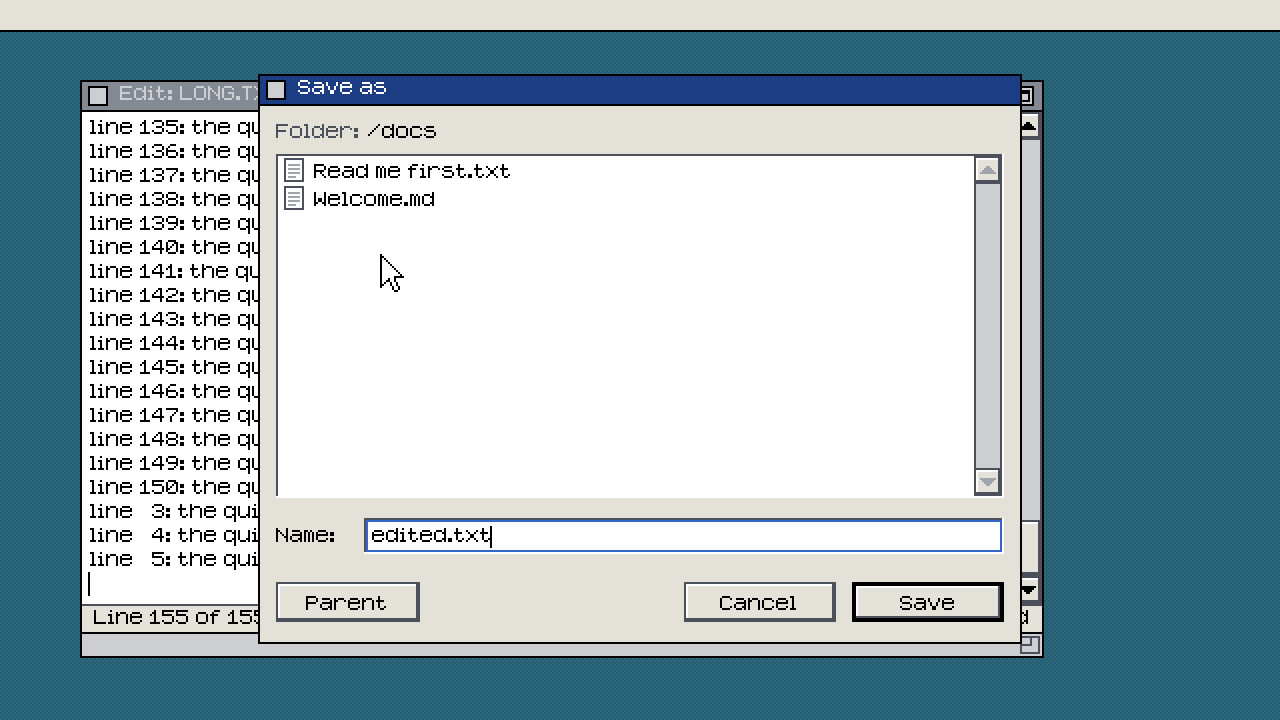 Save as
Edit: LONG.T
Folder: /docs
Read me first.txt
Welcome.md
line 135: the qu
line 136: the qu
line 137: the qu
line 138: the qu
line 139: the qu
line 140: the qu
line 141: the qu
line 142: the qu
line 143: the qu
line 144: the qu
line 145: the qu
line 146: the qu
line 147: the qu
line 148: the qu
line 149: the qu
line 150: the qu
line   3: the qui
line   4: the qui
line   5: the qui
Name: edited.txt
Parent Cancel Save
Line 155 of 155